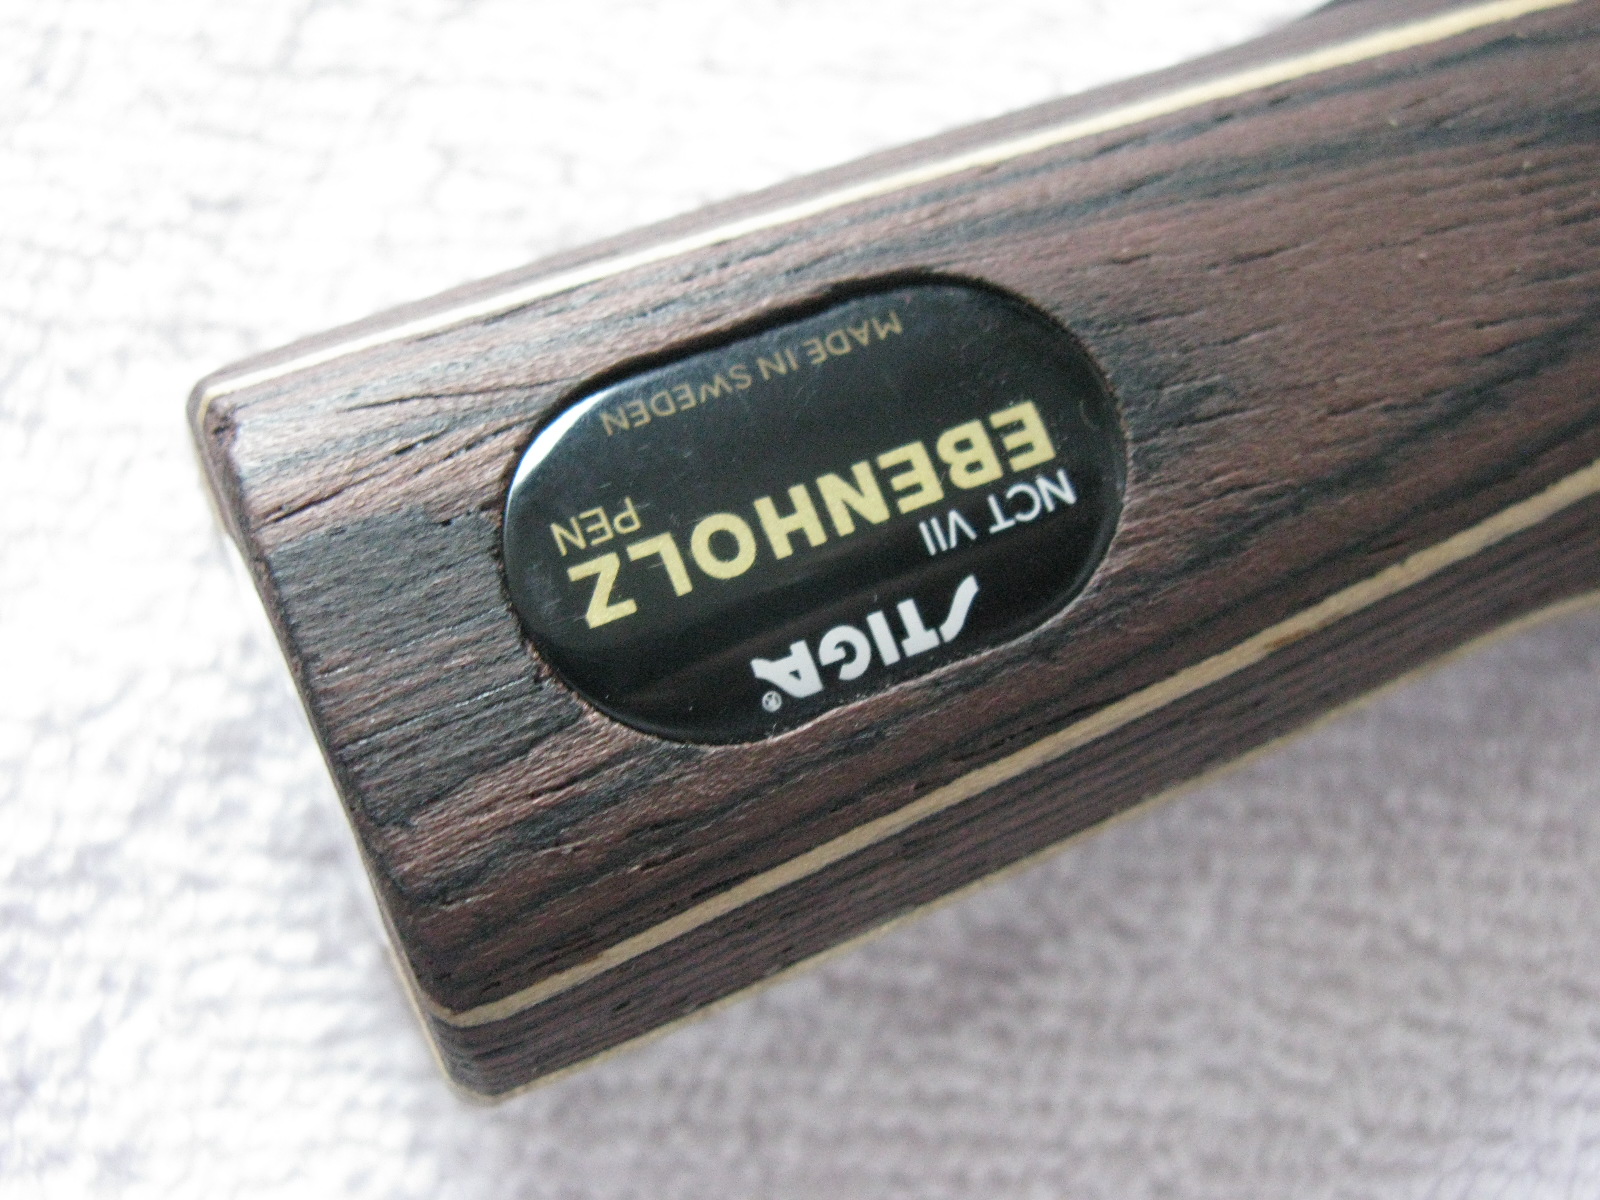 STIGA®
NCT VII
EBENHOLZ
PEN
MADE IN SWEDEN